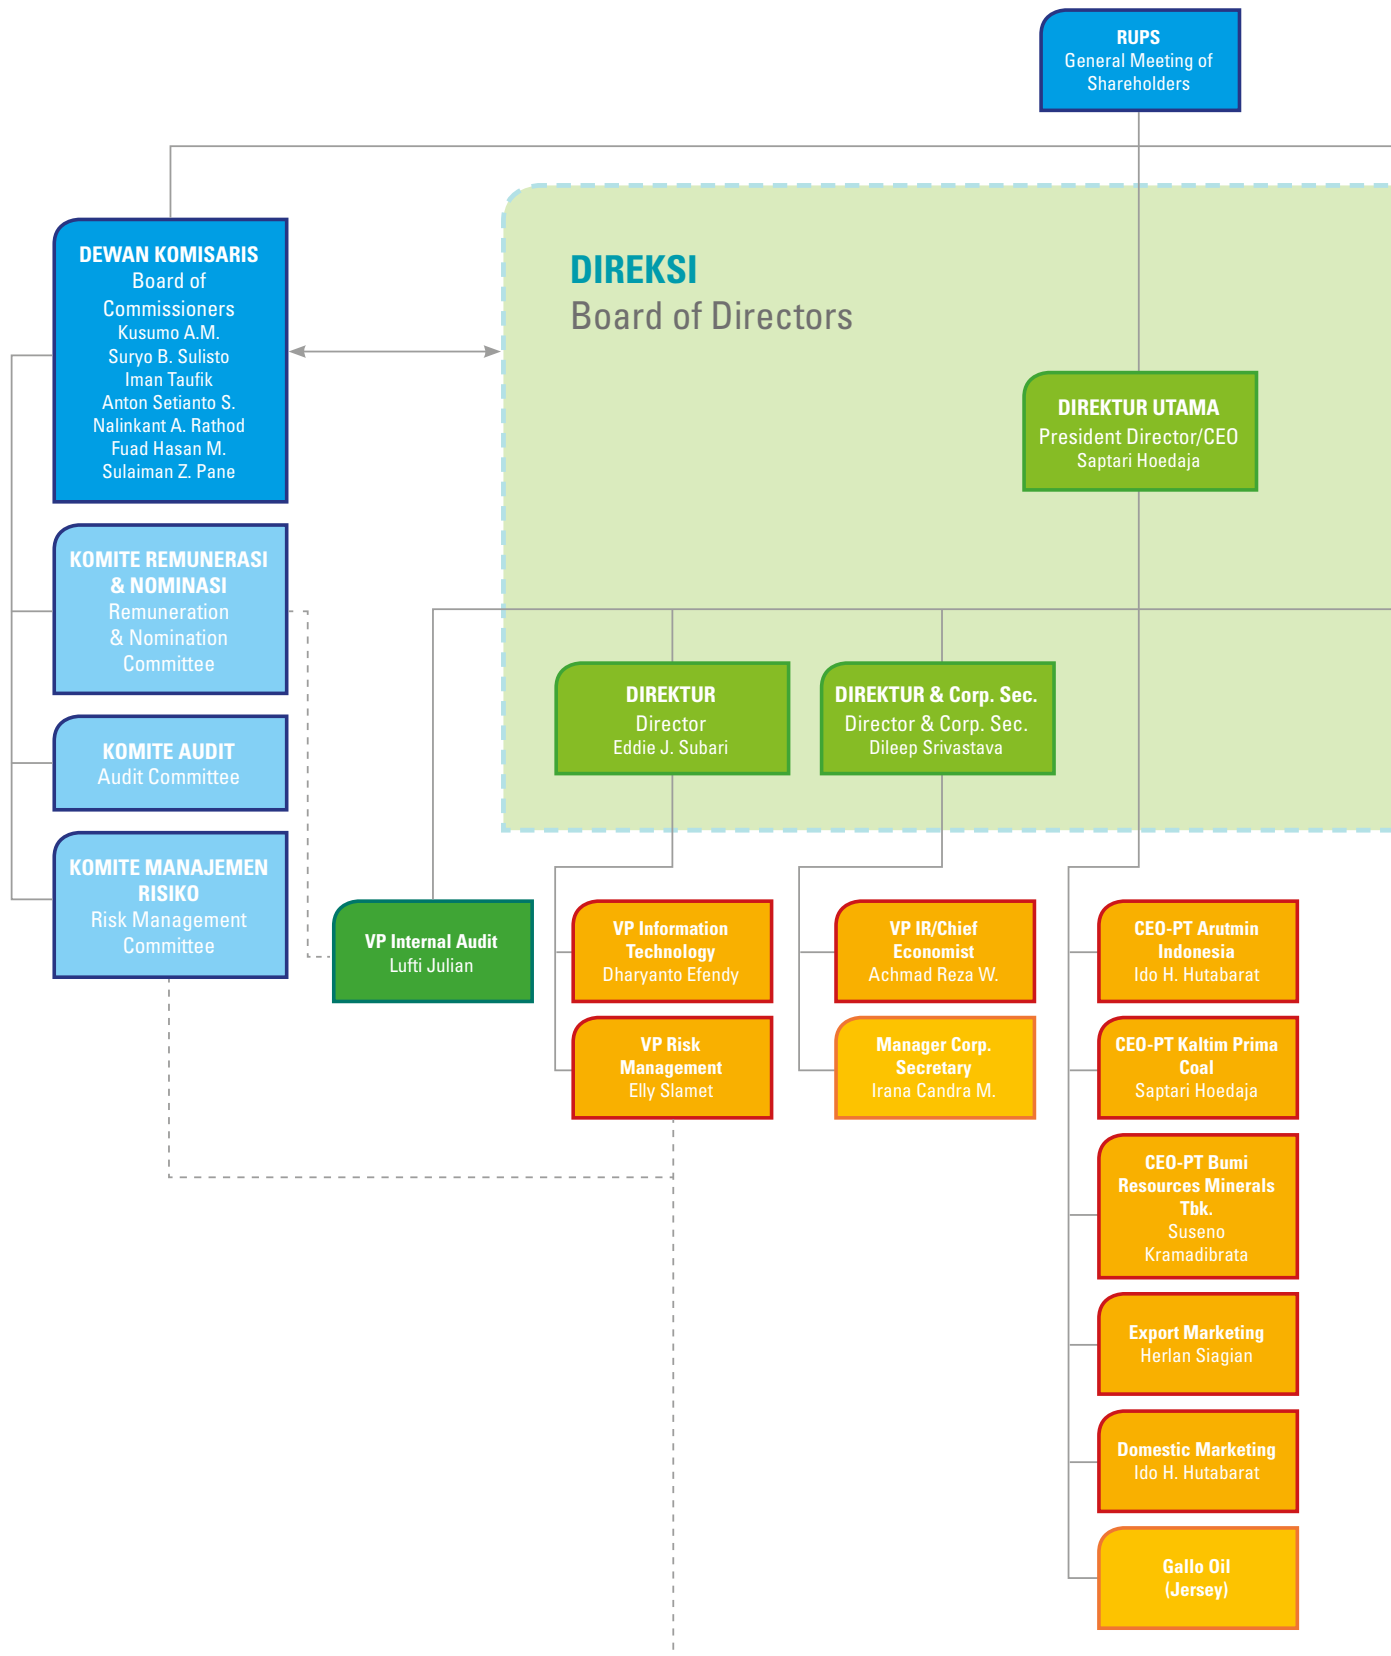 RUPS
General Meeting of
Shareholders
DEWAN KOMISARIS
Board of
Commissioners
Kusumo A.M.
Suryo B. Sulisto
Iman Taufik
Anton Setianto S.
Nalinkant A. Rathod
Fuad Hasan M.
Sulaiman Z. Pane
DIREKSI
Board of Directors
DIREKTUR UTAMA
President Director/CEO
Saptari Hoedaja
KOMITE REMUNERASI
& NOMINASI
Remuneration
& Nomination
Committee
KOMITE AUDIT
Audit Committee
KOMITE MANAJEMEN
RISIKO
Risk Management
Committee
DIREKTUR
Director
Eddie J. Subari
DIREKTUR & Corp. Sec.
Director & Corp. Sec.
Dileep Srivastava
VP Internal Audit
Lufti Julian
VP Information
Technology
Dharyanto Efendy
VP Risk
Management
Elly Slamet
VP IR/Chief
Economist
Achmad Reza W.
Manager Corp.
Secretary
Irana Candra M.
CEO-PT Arutmin
Indonesia
Ido H. Hutabarat
CEO-PT Kaltim Prima
Coal
Saptari Hoedaja
CEO-PT Bumi
Resources Minerals
Tbk.
Suseno
Kramadibrata
Export Marketing
Herlan Siagian
Domestic Marketing
Ido H. Hutabarat
Gallo Oil
(Jersey)